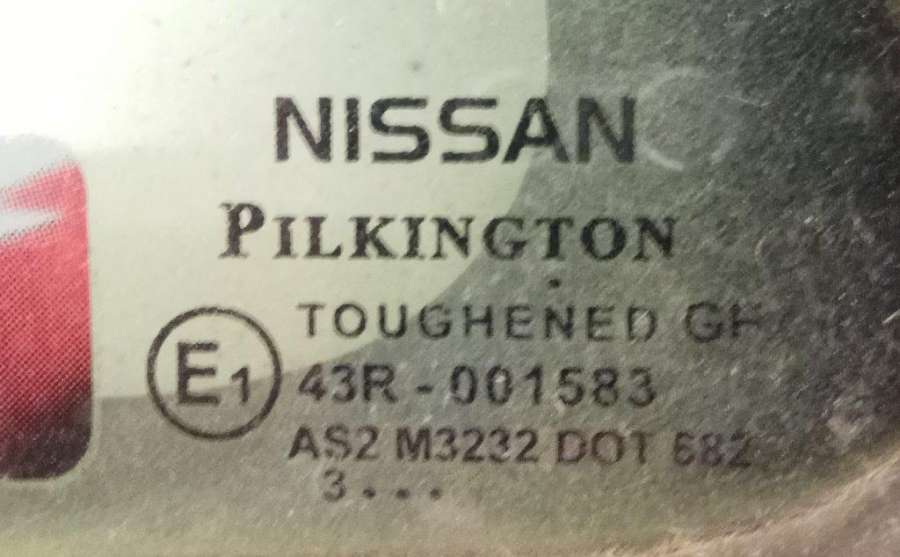 NISSAN
PILKINGTON
TOUGHENED
E1 43R - 001583
AS2 M3232 DOT 682
3 . . .